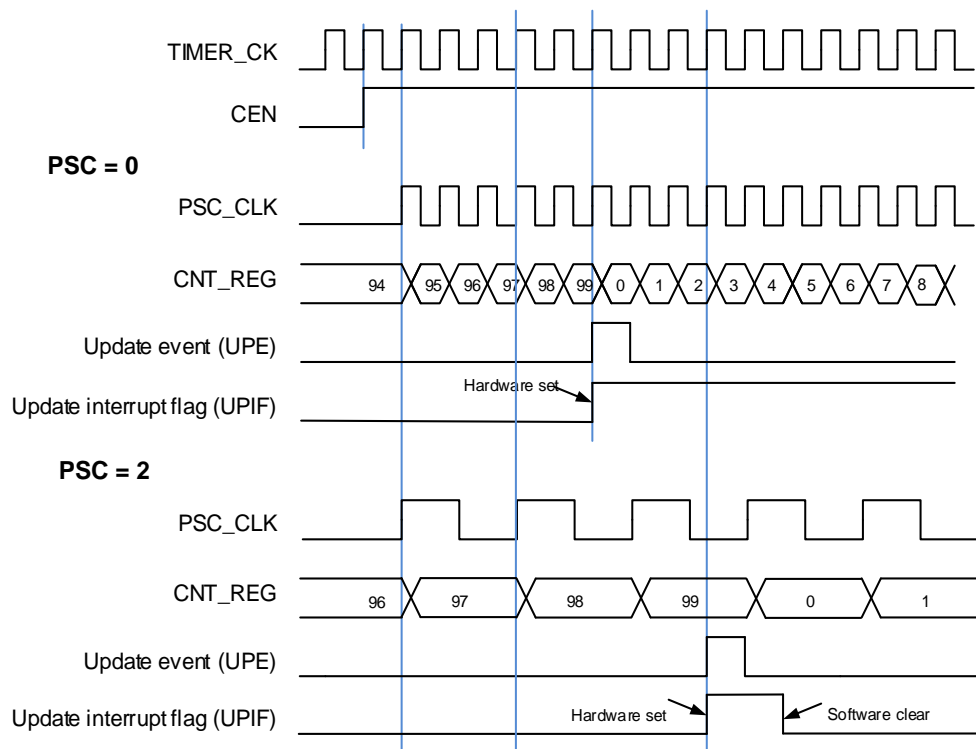 TIMER_CK
CEN
PSC = 0
PSC_CLK
CNT_REG 94 95 96 97 98 99 0 1 2 3 4 5 6 7 8
Update event (UPE)
Hardware set
Update interrupt flag (UPIF)
PSC = 2
PSC_CLK
CNT_REG 96 97 98 99 0 1
Update event (UPE)
Update interrupt flag (UPIF) Hardware set Software clear